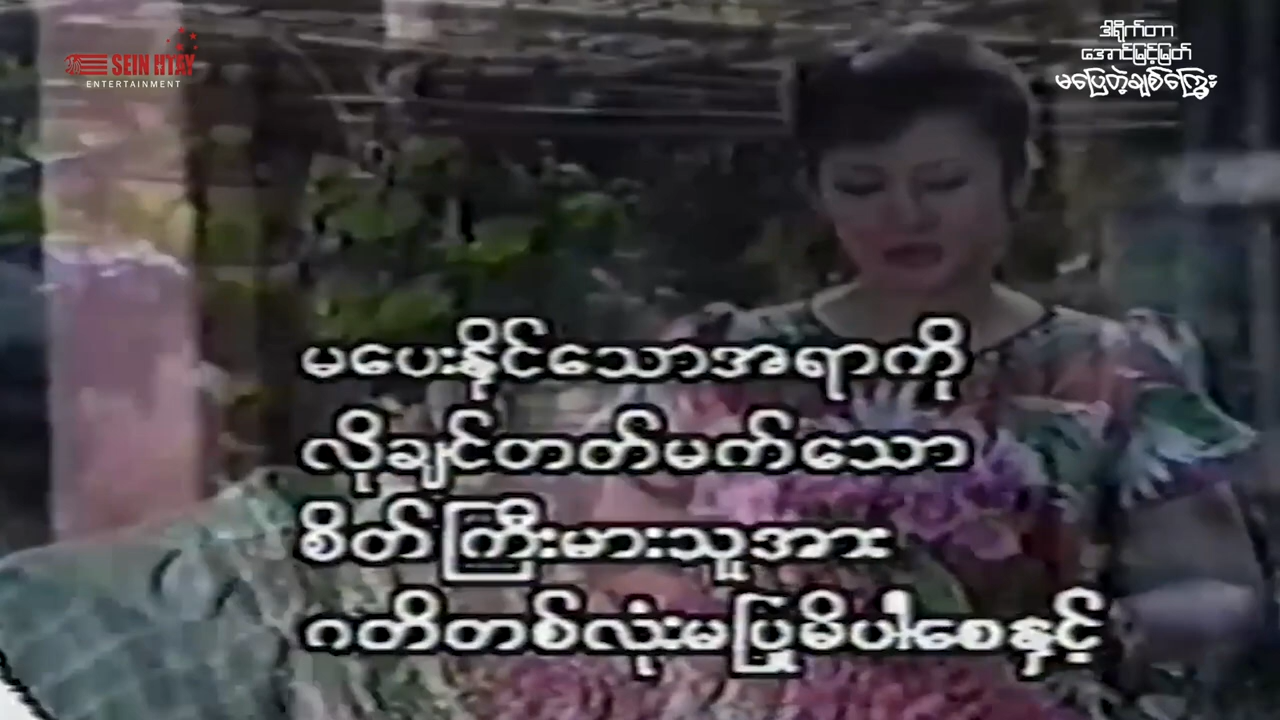 SEIN HTAY
ENTERTAINMENT
ဒါရိုက်တာ
အောင်မြင့်မြတ်
မပြေတဲ့ချစ်ကြွေး
မပေးနိုင်သောအရာကို
လိုချင်တတ်မက်သော
စိတ်ကြီးမားသူအား
ဂတိတစ်လုံးမပြုမိပါစေနှင့်